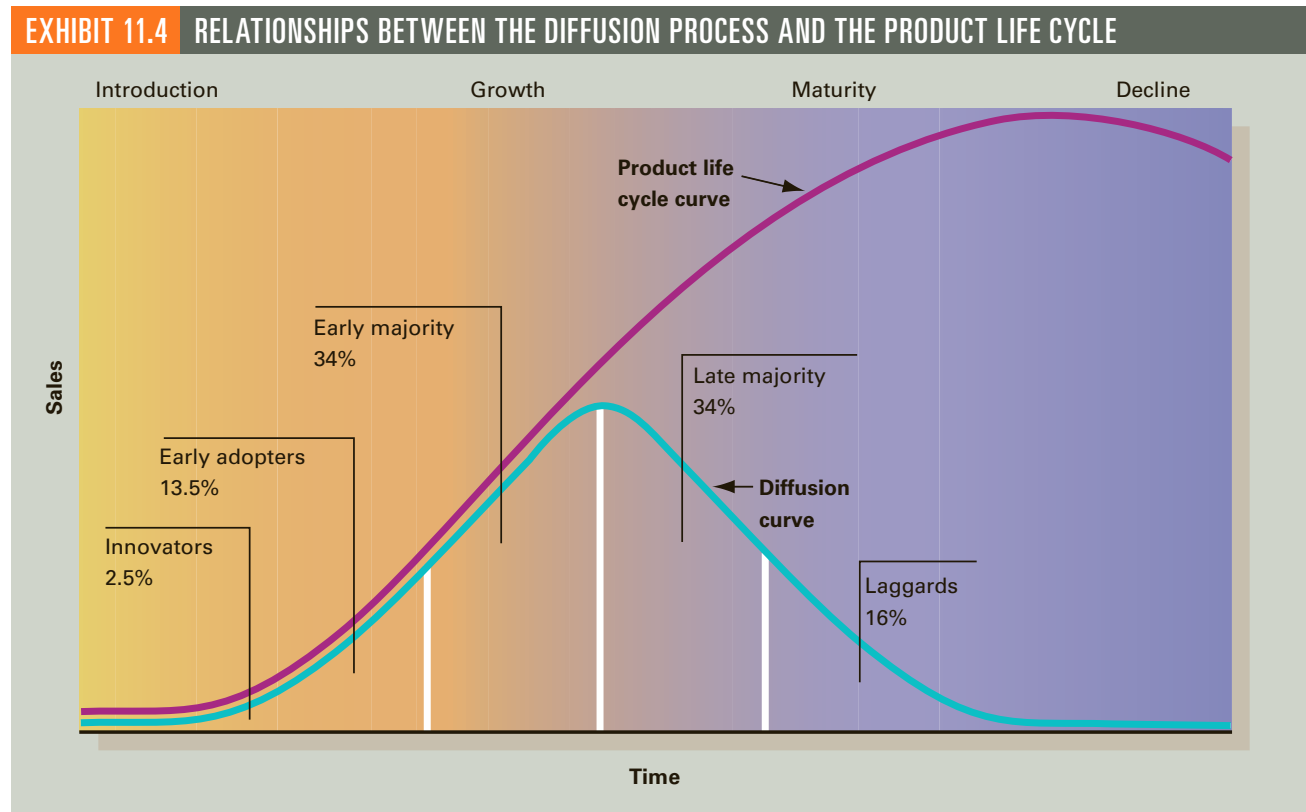 EXHIBIT 11.4 RELATIONSHIPS BETWEEN THE DIFFUSION PROCESS AND THE PRODUCT LIFE CYCLE
Introduction Growth Maturity Decline
Product life
cycle curve
Early majority
34%
Late majority
34%
Early adopters
13.5%
Diffusion
curve
Innovators
2.5%
Laggards
16%
Sales
Time